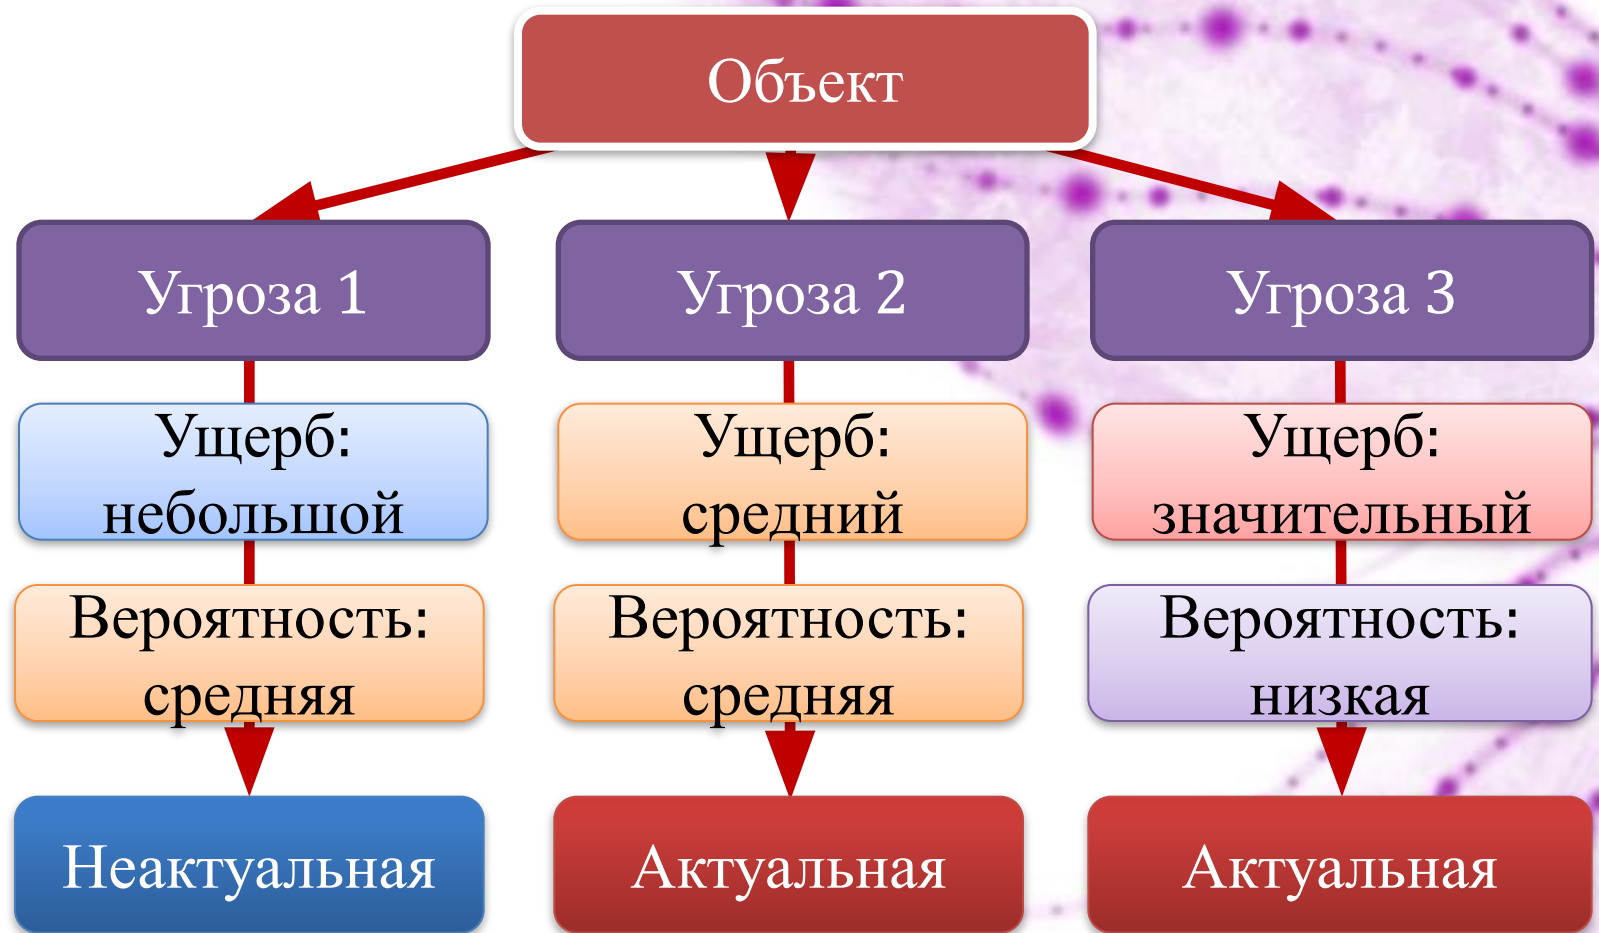 Объект
Угроза 1
Угроза 2
Угроза 3
Ущерб:
небольшой
Ущерб:
средний
Ущерб:
значительный
Вероятность:
средняя
Вероятность:
средняя
Вероятность:
низкая
Неактуальная
Актуальная
Актуальная